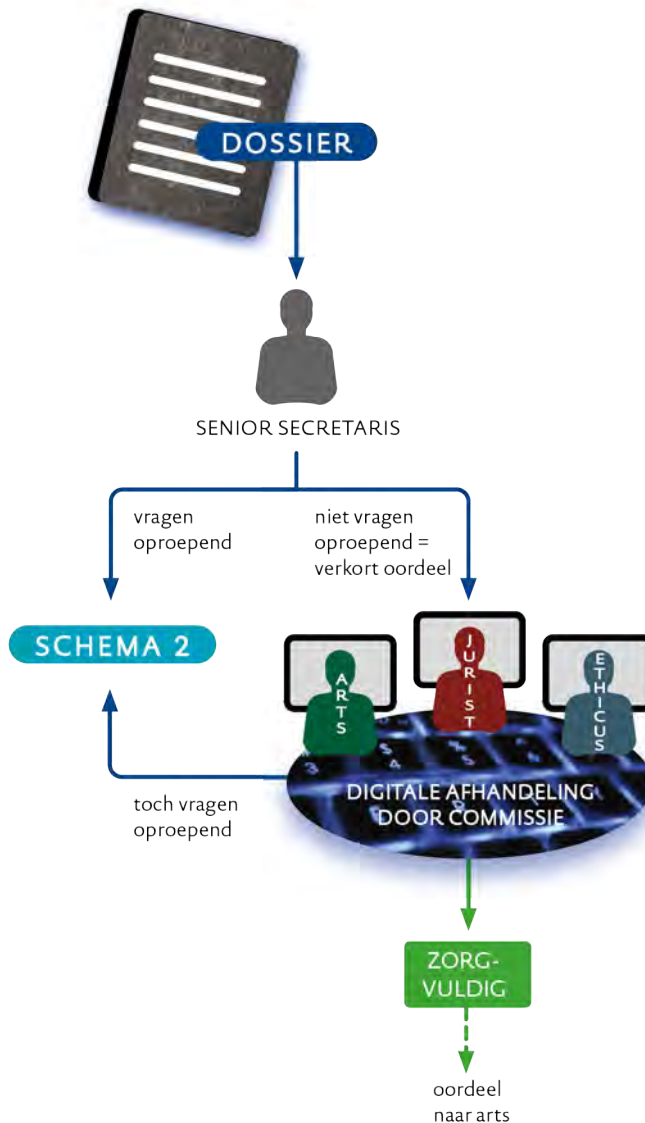 DOSSIER
SENIOR SECRETARIS
vragen
oproepend
niet vragen
oproepend =
verkort oordeel
SCHEMA 2
ARTS
JURIST
ETHICUS
DIGITALE AFHANDELING
DOOR COMMISSIE
toch vragen
oproepend
ZORG-
VULDIG
oordeel
naar arts